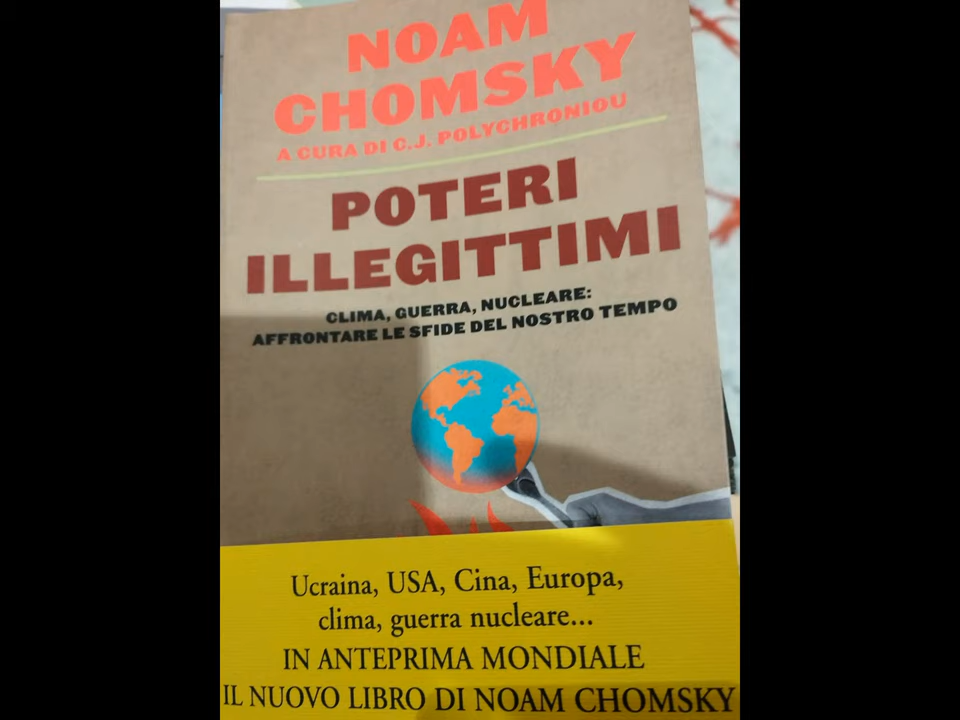 NOAM
CHOMSKY
A CURA DI C.J. POLYCHRONIOU
POTERI
ILLEGITTIMI
CLIMA, GUERRA, NUCLEARE:
AFFRONTARE LE SFIDE DEL NOSTRO TEMPO
Ucraina, USA, Cina, Europa,
clima, guerra nucleare...
IN ANTEPRIMA MONDIALE
IL NUOVO LIBRO DI NOAM CHOMSKY